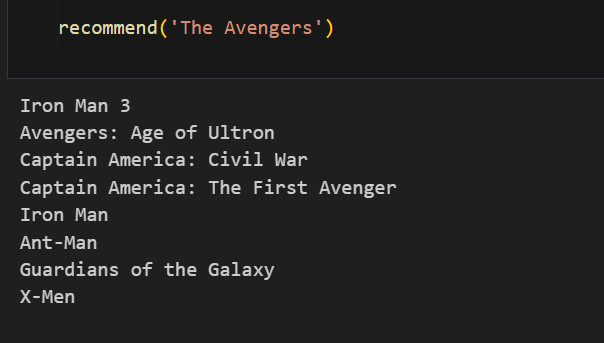 recommend('The Avengers')
Iron Man 3
Avengers: Age of Ultron
Captain America: Civil War
Captain America: The First Avenger
Iron Man
Ant-Man
Guardians of the Galaxy
X-Men